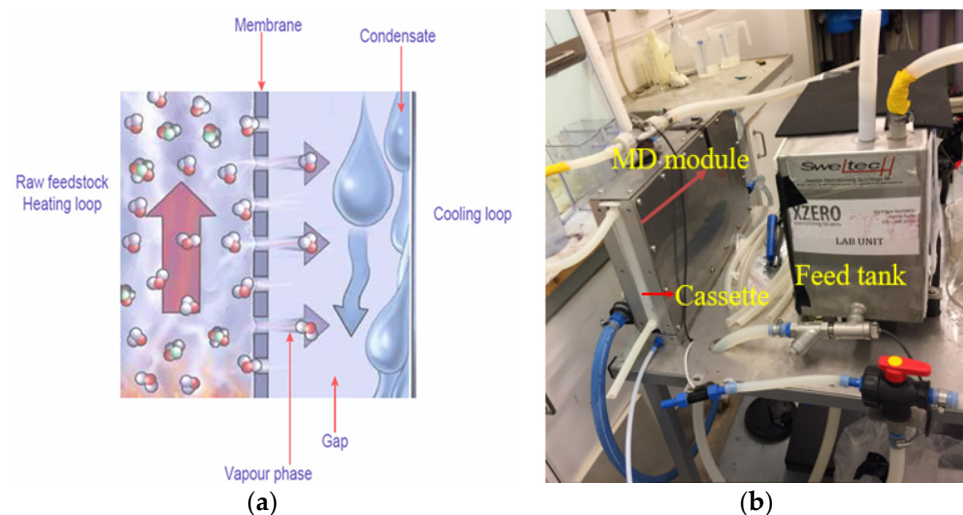 Membrane
Condensate
Raw feedstock
Heating loop
Cooling loop
Gap
Vapour phase
(a)
MD module
Cassette
SwelTecH
XZERO
LAB UNIT
Feed tank
(b)